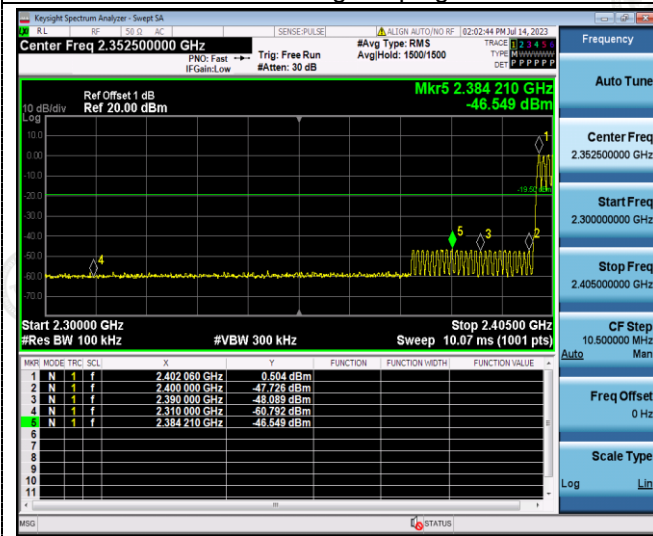 Keysight Spectrum Analyzer - Swept SA
RL RF 50 Ω AC SENSE:PULSE ALIGN AUTO/NO RF 02:02:44 PM Jul 14, 2023
Center Freq 2.352500000 GHz
PNO: Fast
IFGain:Low
Trig: Free Run
#Atten: 30 dB
#Avg Type: RMS
Avg|Hold: 1500/1500
TRACE 1 2 3 4 5 6
TYPE M
DET P P P P P P
Ref Offset 1 dB
Ref 20.00 dBm
10 dB/div
Log
Mkr5 2.384 210 GHz
-46.549 dBm
10.0
0.00
-10.0
-20.0
-30.0
-40.0
-50.0
-60.0
-70.0
-19.50 dBm
1
2
3
4
5
Start 2.30000 GHz Stop 2.40500 GHz
#Res BW 100 kHz #VBW 300 kHz Sweep 10.07 ms (1001 pts)
MKR MODE TRC SCL X Y FUNCTION FUNCTION WIDTH FUNCTION VALUE
1 N 1 f 2.402 060 GHz 0.504 dBm
2 N 1 f 2.400 000 GHz -47.726 dBm
3 N 1 f 2.390 000 GHz -48.089 dBm
4 N 1 f 2.310 000 GHz -60.792 dBm
5 N 1 f 2.384 210 GHz -46.549 dBm
6
7
8
9
10
11
MSG STATUS
Frequency
Auto Tune
Center Freq
2.352500000 GHz
Start Freq
2.300000000 GHz
Stop Freq
2.405000000 GHz
CF Step
10.500000 MHz
Auto Man
Freq Offset
0 Hz
Scale Type
Log Lin